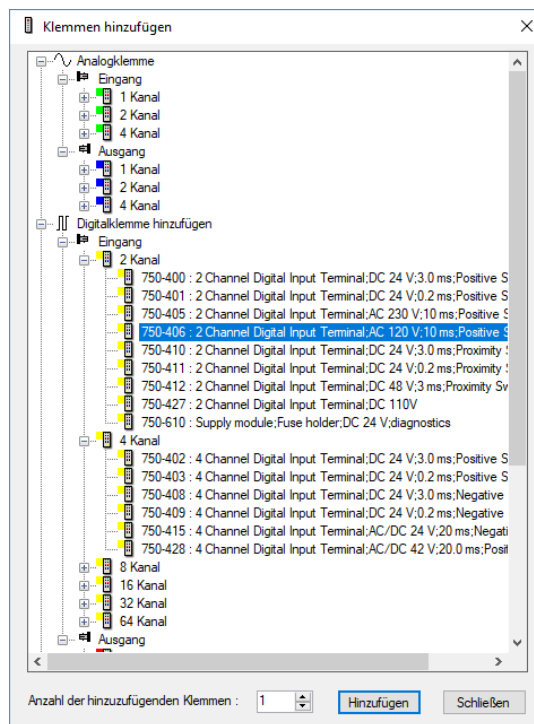 Klemmen hinzufügen
Analogklemme
Eingang
1 Kanal
2 Kanal
4 Kanal
Ausgang
1 Kanal
2 Kanal
4 Kanal
Digitalklemme hinzufügen
Eingang
2 Kanal
750-400 : 2 Channel Digital Input Terminal;DC 24 V;3.0 ms;Positive S
750-401 : 2 Channel Digital Input Terminal;DC 24 V;0.2 ms;Positive S
750-405 : 2 Channel Digital Input Terminal;AC 230 V;10 ms;Positive S
750-406 : 2 Channel Digital Input Terminal;AC 120 V;10 ms;Positive S
750-410 : 2 Channel Digital Input Terminal;DC 24 V;3.0 ms;Proximity
750-411 : 2 Channel Digital Input Terminal;DC 24 V;0.2 ms;Proximity
750-412 : 2 Channel Digital Input Terminal;DC 48 V;3 ms;Proximity Sw
750-427 : 2 Channel Digital Input Terminal;DC 110V
750-610 : Supply module;Fuse holder;DC 24 V;diagnostics
4 Kanal
750-402 : 4 Channel Digital Input Terminal;DC 24 V;3.0 ms;Positive S
750-403 : 4 Channel Digital Input Terminal;DC 24 V;0.2 ms;Positive S
750-408 : 4 Channel Digital Input Terminal;DC 24 V;3.0 ms;Negative
750-409 : 4 Channel Digital Input Terminal;DC 24 V;0.2 ms;Negative
750-415 : 4 Channel Digital Input Terminal;AC/DC 24 V;20 ms;Negati
750-428 : 4 Channel Digital Input Terminal;AC/DC 42 V;20.0 ms;Posit
8 Kanal
16 Kanal
32 Kanal
64 Kanal
Ausgang
Anzahl der hinzuzufügenden Klemmen : 1 Hinzufügen Schließen